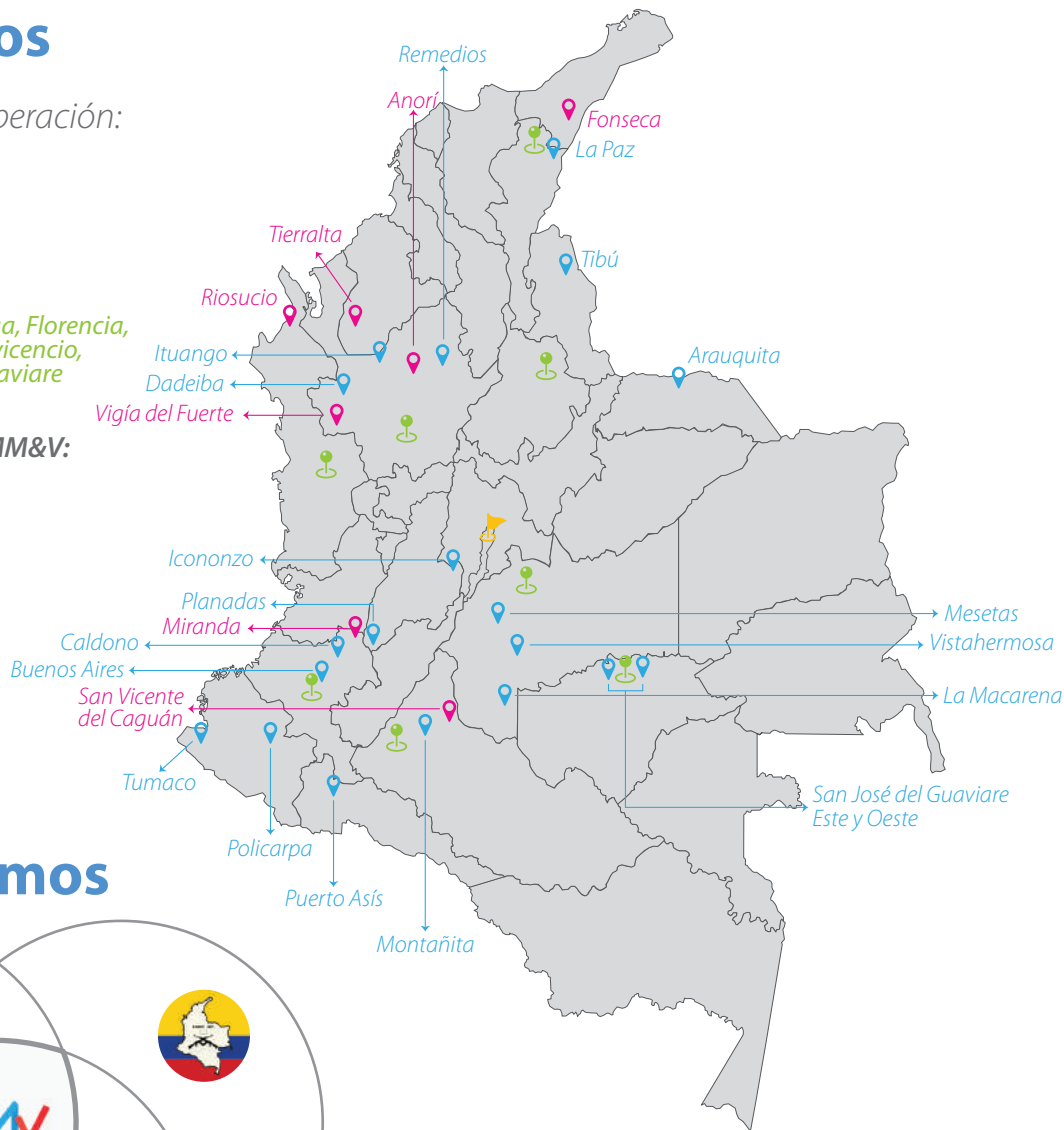 os
peración:
a, Florencia,
vicencio,
aviare
MM&V:
Remedios
Anorí
Fonseca
La Paz
Tierralta
Tibú
Riosucio
Ituango
Arauquita
Dadeiba
Vigía del Fuerte
Icononzo
Planadas
Miranda
Mesetas
Caldono
Vistahermosa
Buenos Aires
San Vicente
del Caguán
La Macarena
Tumaco
San José del Guaviare
Este y Oeste
Policarpa
Puerto Asís
Montañita
mos